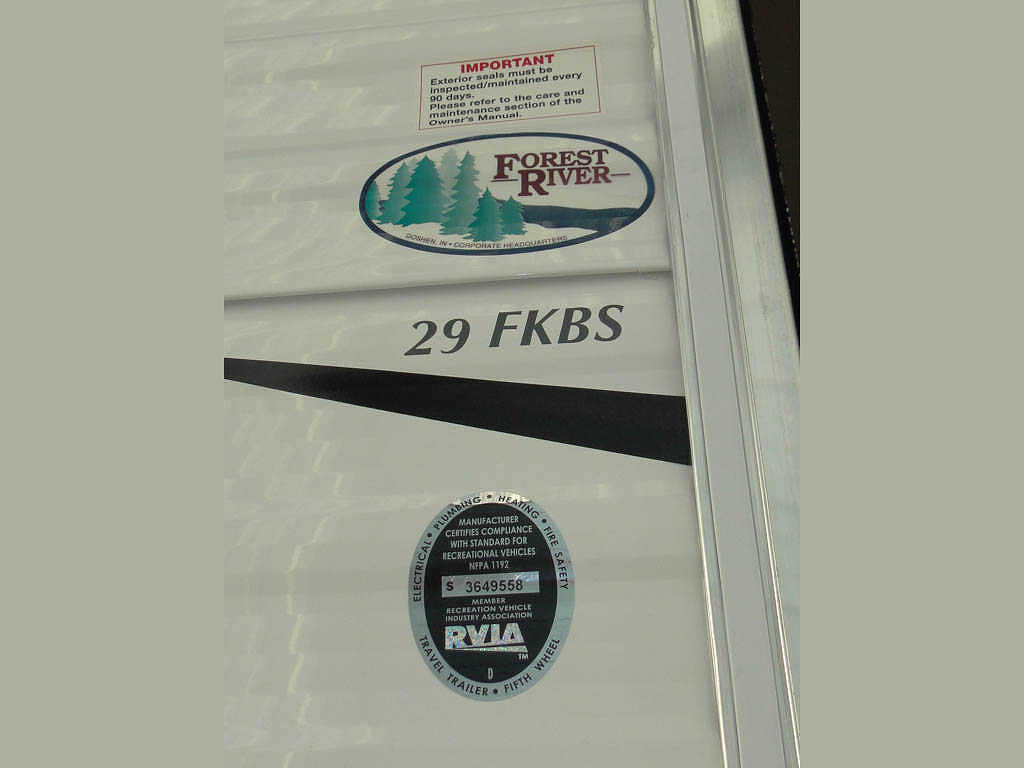 IMPORTANT
Exterior seals must be
inspected/maintained every
90 days.
Please refer to the care and
maintenance section of the
Owner's Manual.
FOREST
RIVER
GOSHEN, IN • CORPORATE HEADQUARTERS
29 FKBS
ELECTRICAL • PLUMBING • HEATING • FIRE SAFETY
MANUFACTURER
CERTIFIES COMPLIANCE
WITH STANDARD FOR
RECREATIONAL VEHICLES
NFPA 1192
S 3649558
MEMBER
RECREATION VEHICLE
INDUSTRY ASSOCIATION
RVIA
TM
D
TRAVEL TRAILER • FIFTH WHEEL